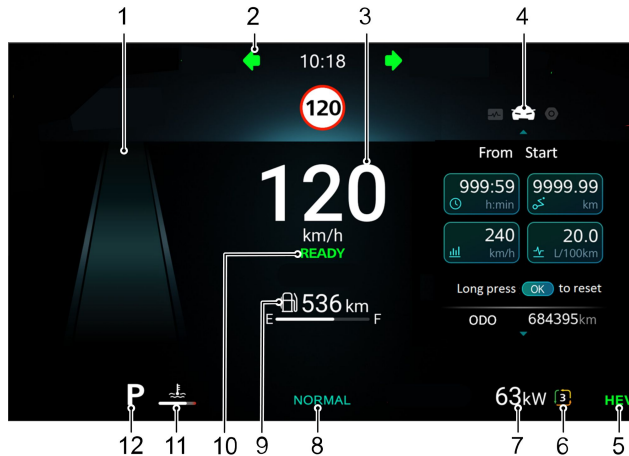 1 2 3 4
10:18
120
120
km/h
READY
From Start
999:59 9999.99
h:min km
240 20.0
km/h L/100km
Long press OK to reset
ODO 684395km
536 km
E F
P
NORMAL
63kW 3 HEV
12 11 10 9 8 7 6 5